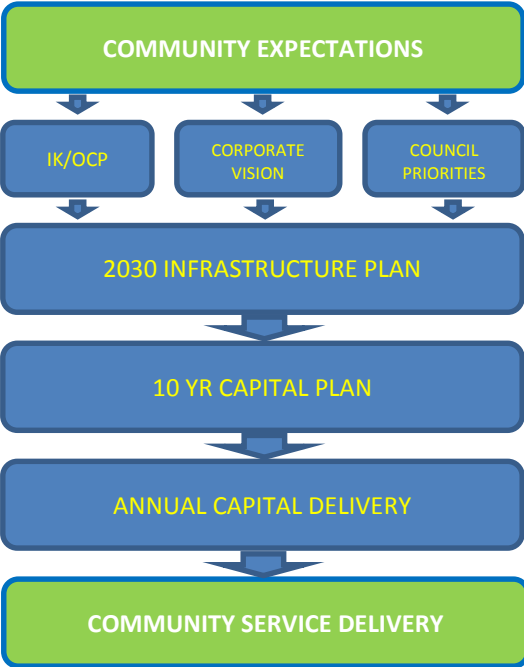 COMMUNITY EXPECTATIONS
IK/OCP
CORPORATE
VISION
COUNCIL
PRIORITIES
2030 INFRASTRUCTURE PLAN
10 YR CAPITAL PLAN
ANNUAL CAPITAL DELIVERY
COMMUNITY SERVICE DELIVERY